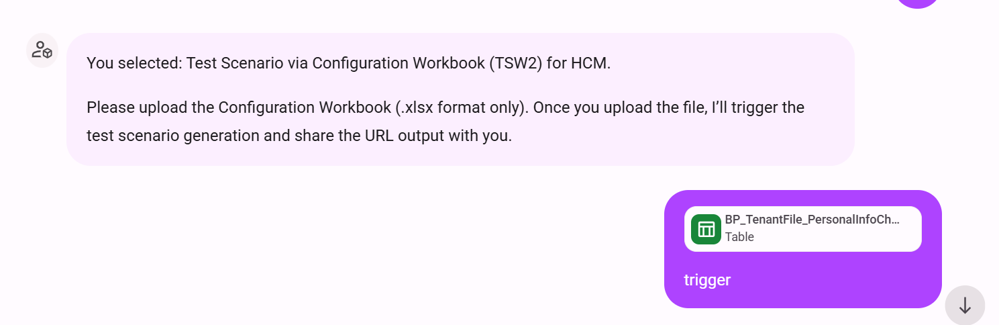 You selected: Test Scenario via Configuration Workbook (TSW2) for HCM.
Please upload the Configuration Workbook (.xlsx format only). Once you upload the file, I’ll trigger the
test scenario generation and share the URL output with you.
BP_TenantFile_PersonalInfoCh...
Table
trigger